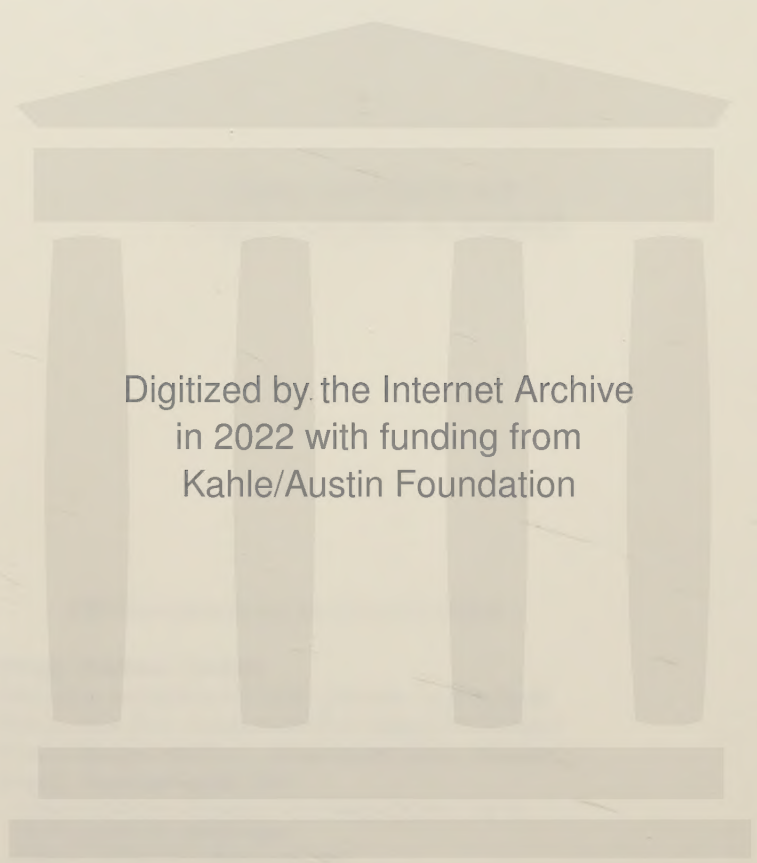 Digitized by the Internet Archive
in 2022 with funding from
Kahle/Austin Foundation